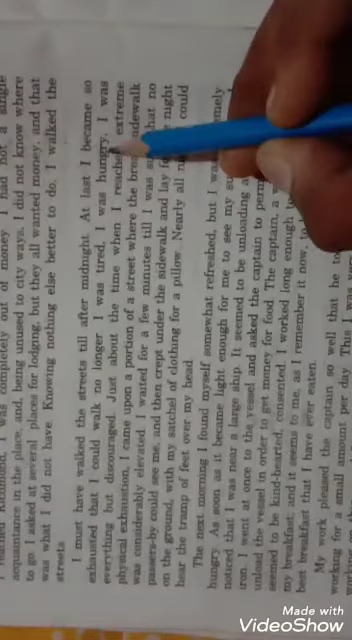 Richmond, I was completely out of money I had not a single
acquaintance in the place, and, being unused to city ways, I did not know where
to go I asked at several places for lodging, but they all wanted money, and that
was what I did not have Knowing nothing else better to do, I walked the
streets
I must have walked the streets till after midnight At last I became so
exhausted that I could walk no longer I was tired, I was hungry, I was
everything but discouraged. Just about the time when I extreme
physical exhaustion, I came upon a portion of a street where the
was considerably elevated I waited for a few minutes till I was that no
passers-by could see me, and then crept under the sidewalk and lay night
on the ground, with my satchel of clothing for a pillow Nearly all could
hear the tramp of feet over my head
The next morning I found myself somewhat refreshed, but I
hungry. As soon as it became light enough for me to see my
noticed that I was near a large ship. It seemed to be unloading a
iron. I went at once to the vessel and asked the captain to
unload the vessel in order to get money for food The captain, a
seemed to be kind-hearted, consented. I worked long enough to
my breakfast, and it seems to me, as I remember it now, to
best breakfast that I have ever eaten
My work pleased the captain so well that he
working for a small amount per day This I was
Made with
VideoShow